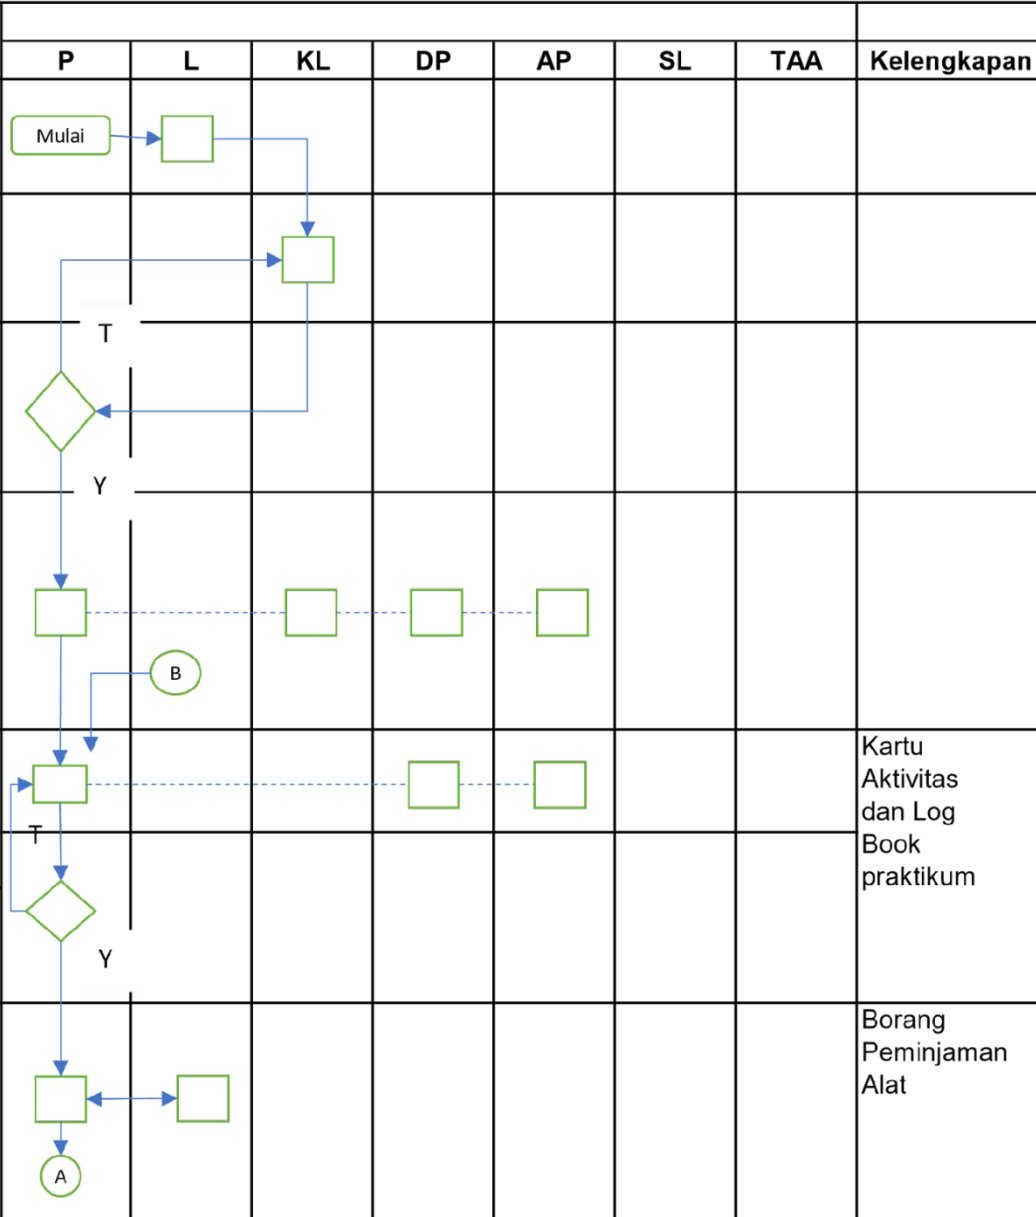 P L KL DP AP SL TAA Kelengkapan
Mulai
T
Y
B
Kartu
Aktivitas
dan Log
Book
praktikum
T
Y
Borang
Peminjaman
Alat
A